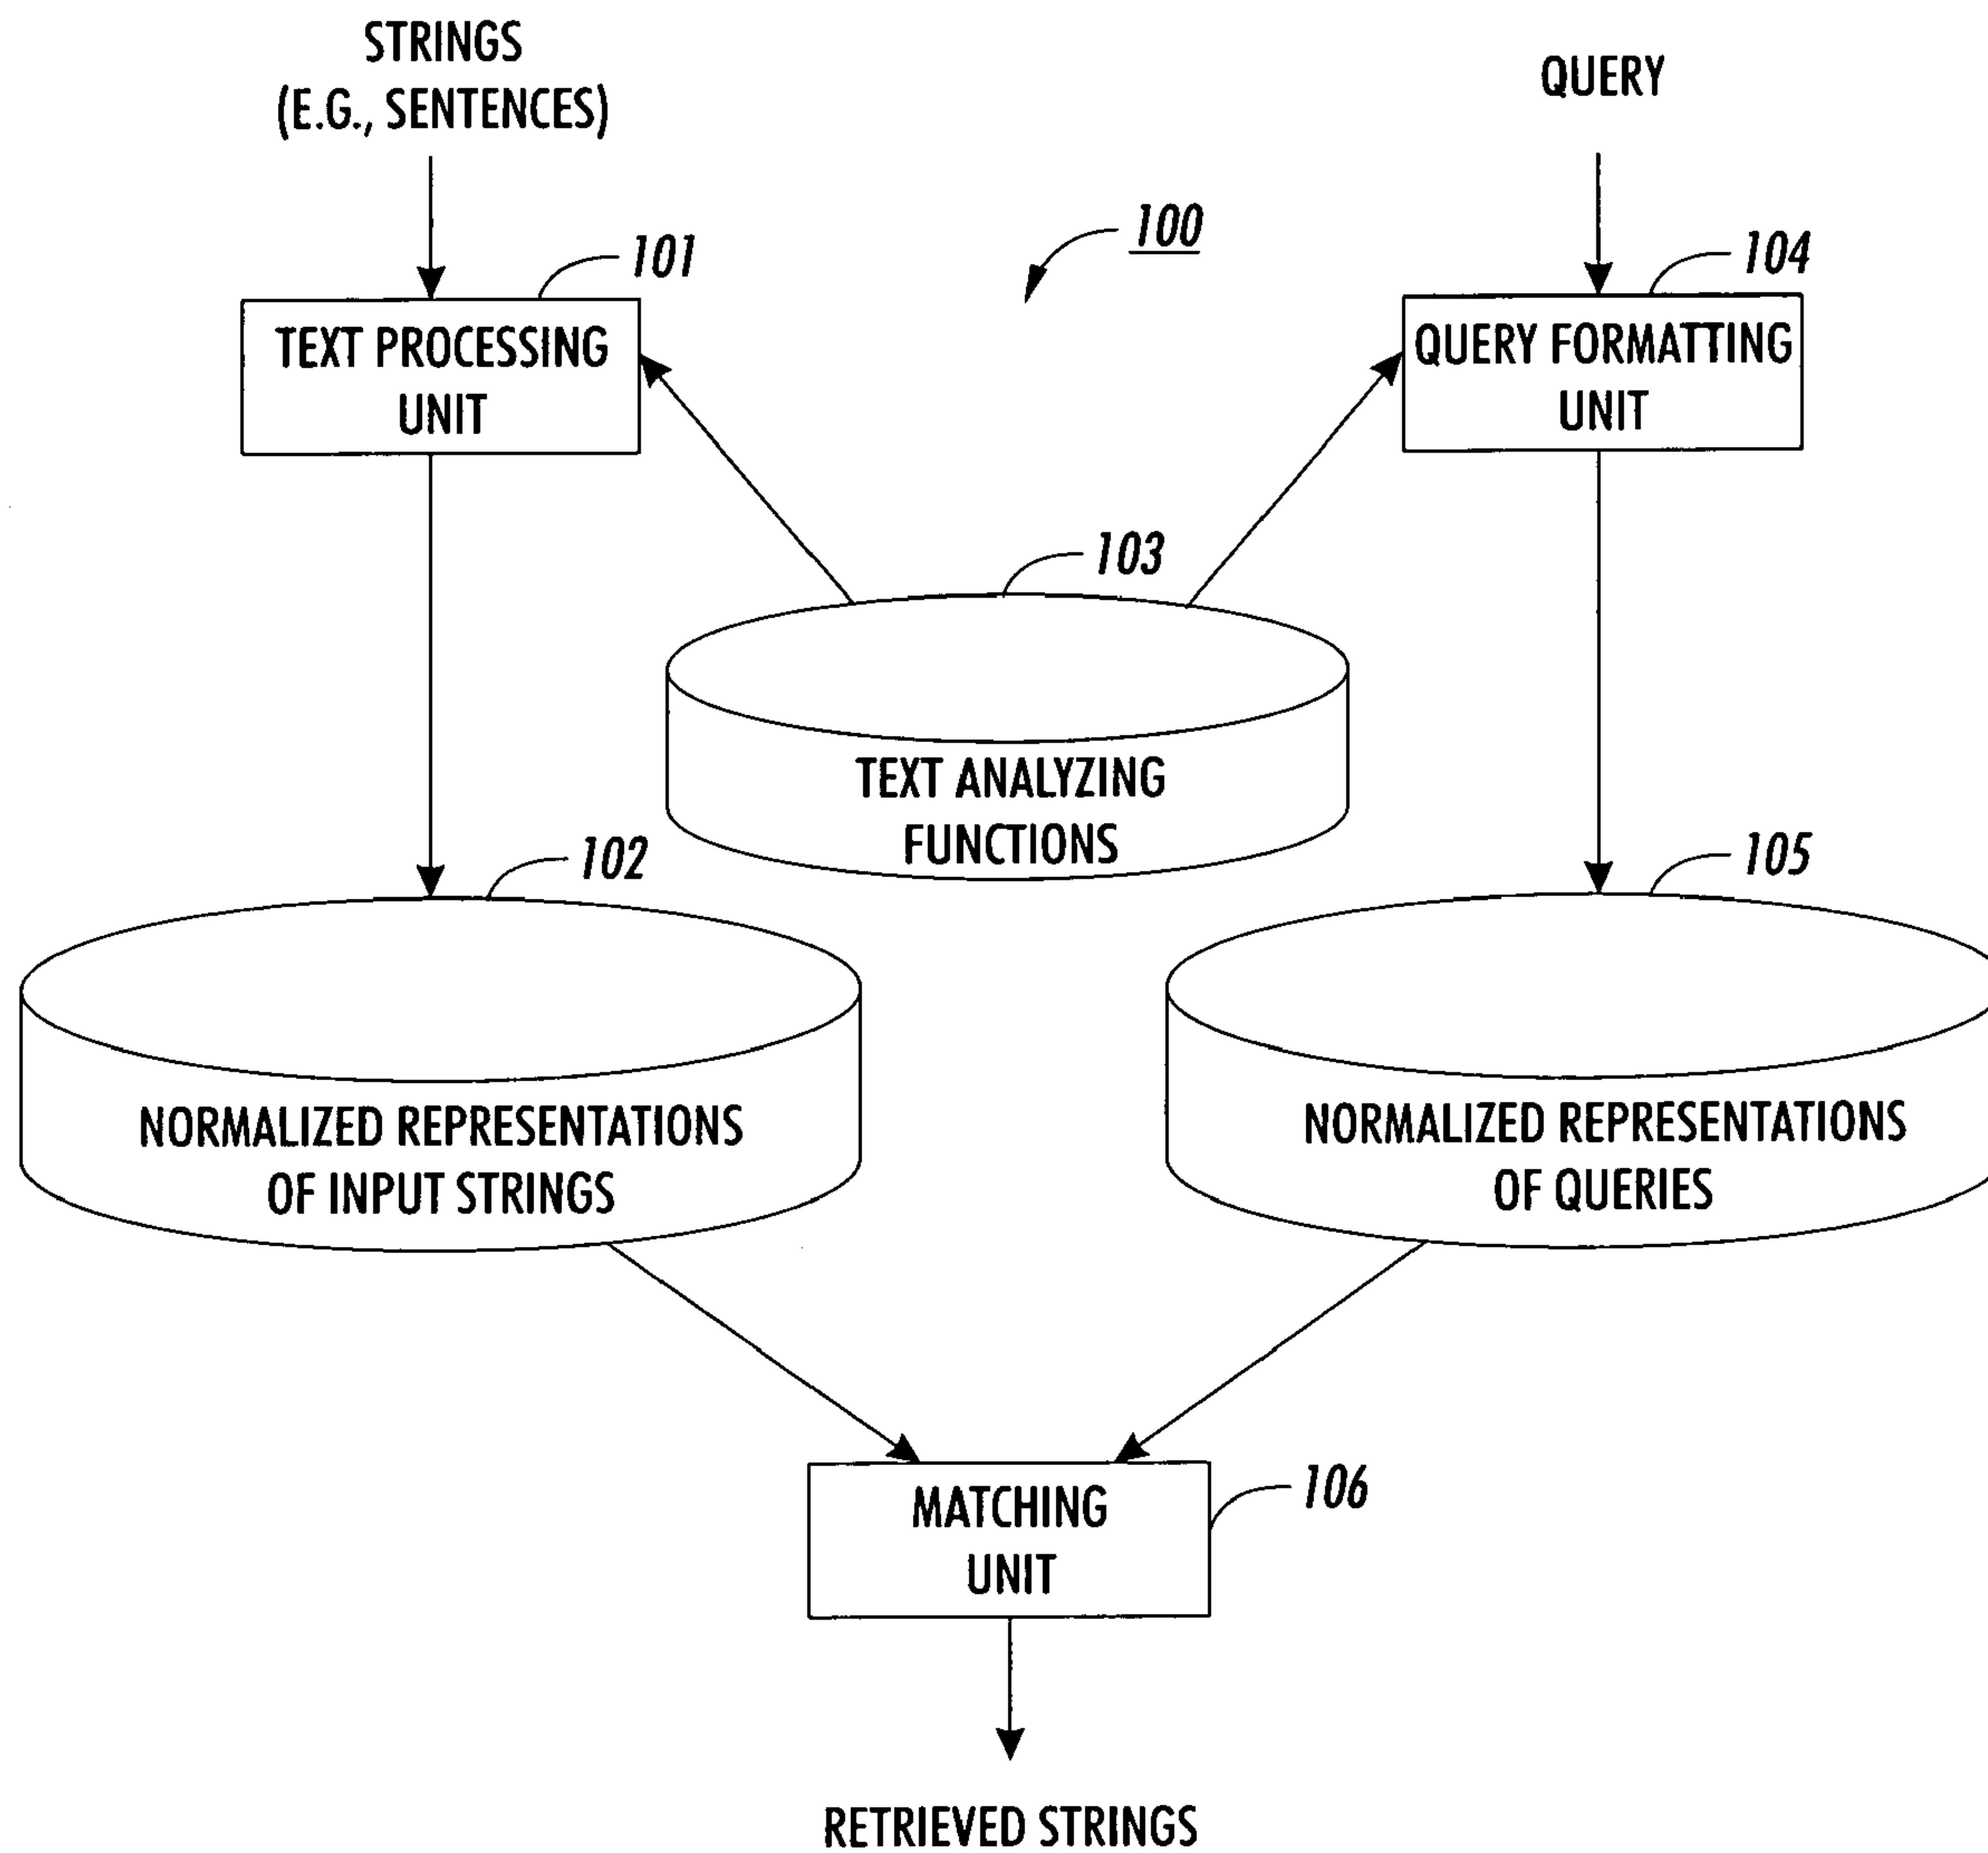 STRINGS
(E.G., SENTENCES)
QUERY
100
101
TEXT PROCESSING
UNIT
104
QUERY FORMATTING
UNIT
103
TEXT ANALYZING
FUNCTIONS
102
NORMALIZED REPRESENTATIONS
OF INPUT STRINGS
105
NORMALIZED REPRESENTATIONS
OF QUERIES
MATCHING
UNIT
106
RETRIEVED STRINGS